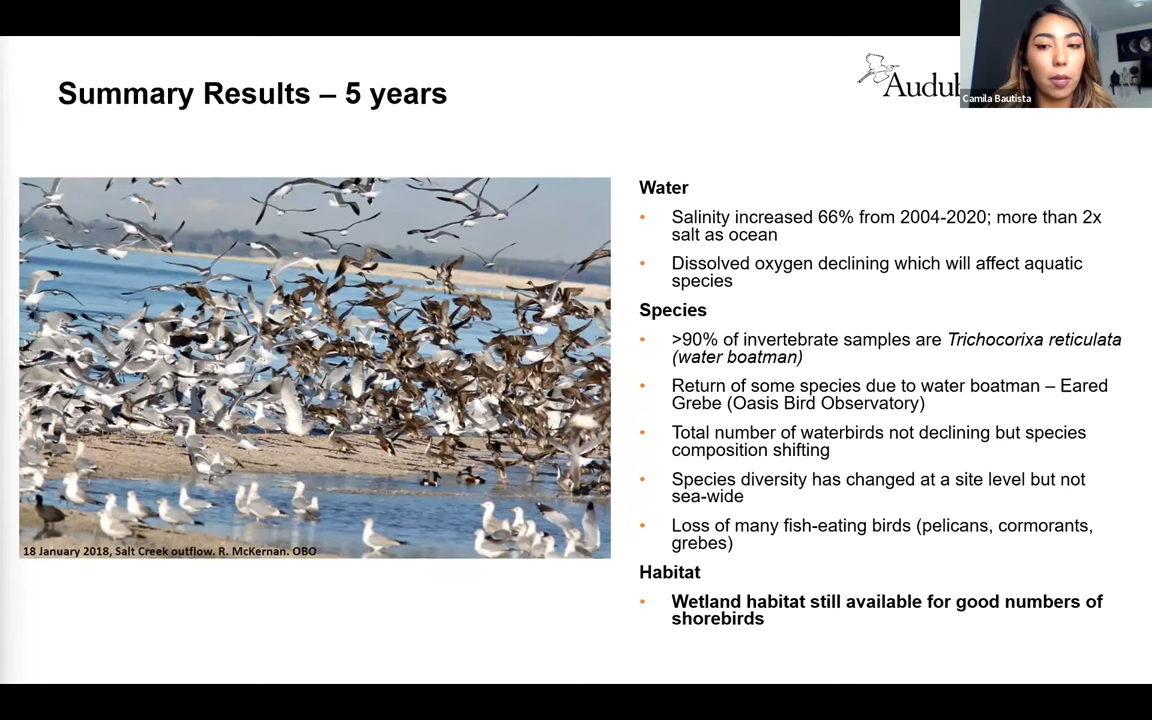 Summary Results – 5 years
Audub
Camila Bautista
Water
• Salinity increased 66% from 2004-2020; more than 2x
salt as ocean
• Dissolved oxygen declining which will affect aquatic
species
Species
• >90% of invertebrate samples are Trichocorixa reticulata
(water boatman)
• Return of some species due to water boatman – Eared
Grebe (Oasis Bird Observatory)
• Total number of waterbirds not declining but species
composition shifting
• Species diversity has changed at a site level but not
sea-wide
• Loss of many fish-eating birds (pelicans, cormorants,
grebes)
Habitat
• Wetland habitat still available for good numbers of
shorebirds
18 January 2018, Salt Creek outflow. R. McKernan. OBO